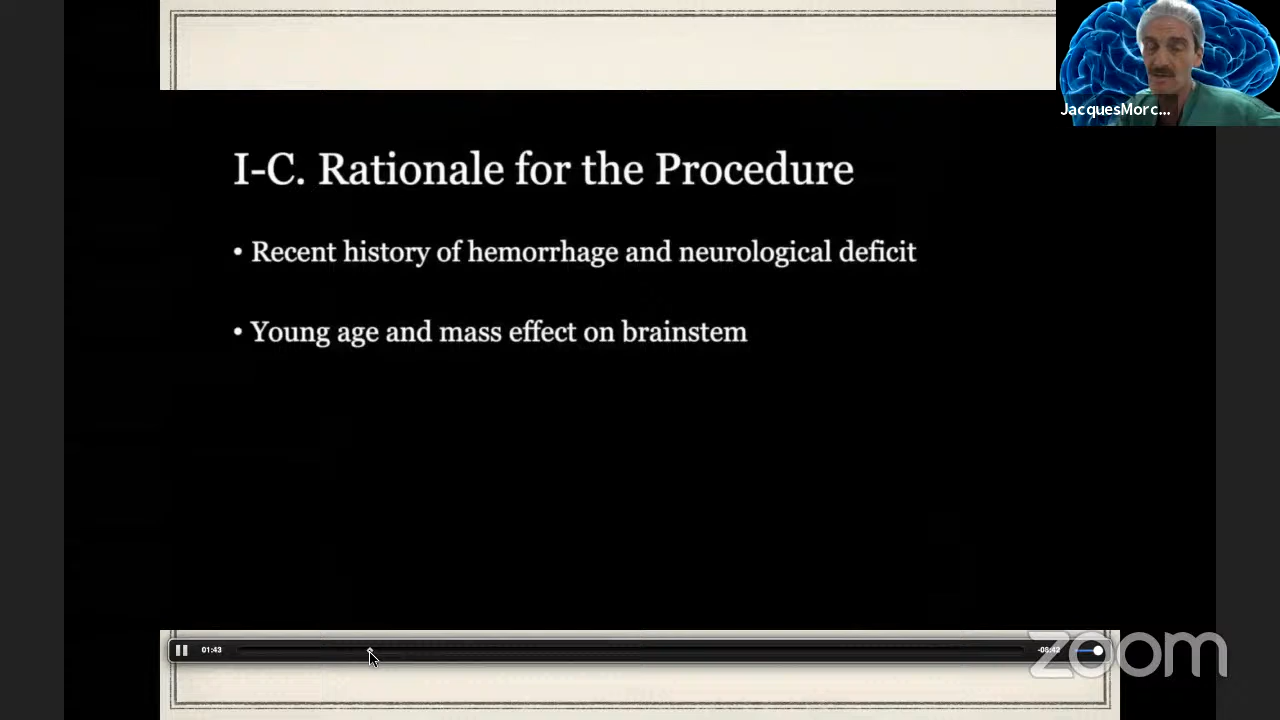 JacquesMorc...
I-C. Rationale for the Procedure
• Recent history of hemorrhage and neurological deficit
• Young age and mass effect on brainstem
01:43
zoom